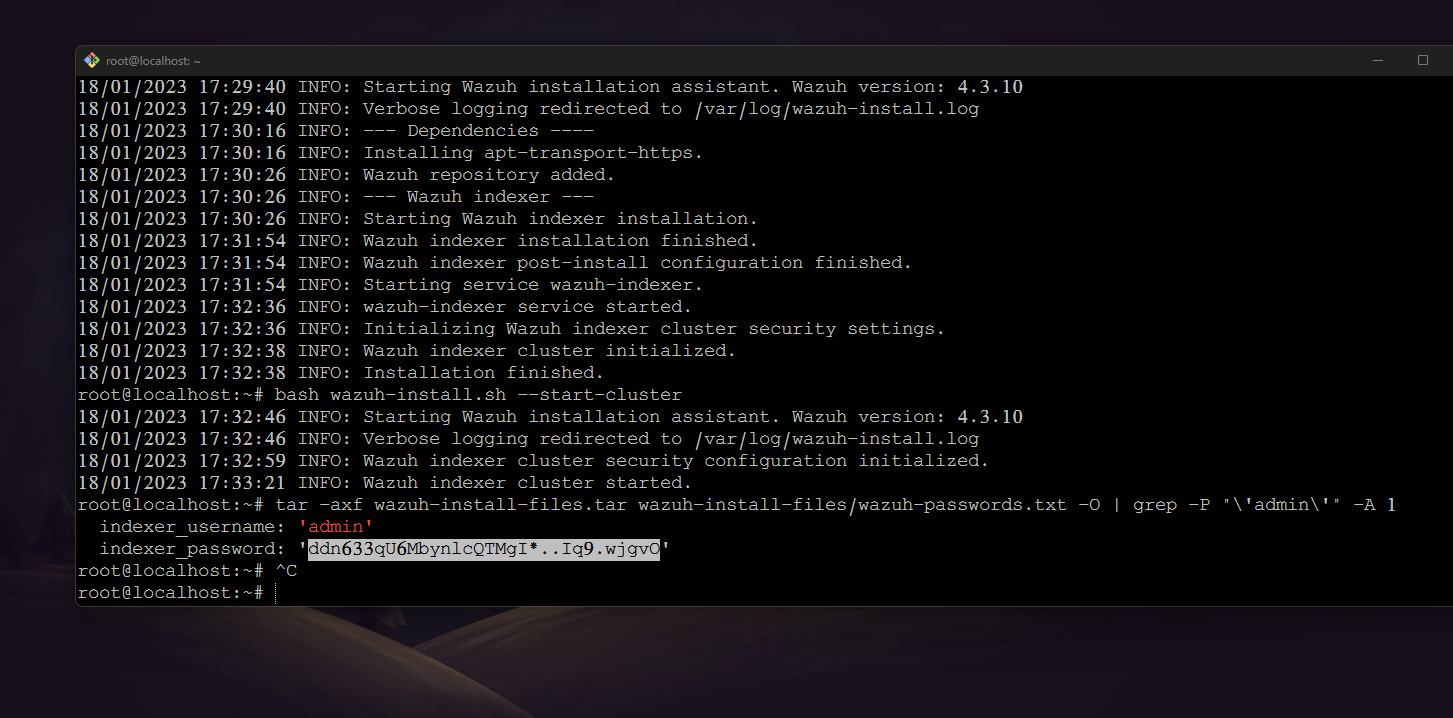 root@localhost: ~
18/01/2023 17:29:40 INFO: Starting Wazuh installation assistant. Wazuh version: 4.3.10
18/01/2023 17:29:40 INFO: Verbose logging redirected to /var/log/wazuh-install.log
18/01/2023 17:30:16 INFO: --- Dependencies ----
18/01/2023 17:30:16 INFO: Installing apt-transport-https.
18/01/2023 17:30:26 INFO: Wazuh repository added.
18/01/2023 17:30:26 INFO: --- Wazuh indexer ---
18/01/2023 17:30:26 INFO: Starting Wazuh indexer installation.
18/01/2023 17:31:54 INFO: Wazuh indexer installation finished.
18/01/2023 17:31:54 INFO: Wazuh indexer post-install configuration finished.
18/01/2023 17:31:54 INFO: Starting service wazuh-indexer.
18/01/2023 17:32:36 INFO: wazuh-indexer service started.
18/01/2023 17:32:36 INFO: Initializing Wazuh indexer cluster security settings.
18/01/2023 17:32:38 INFO: Wazuh indexer cluster initialized.
18/01/2023 17:32:38 INFO: Installation finished.
root@localhost:~# bash wazuh-install.sh --start-cluster
18/01/2023 17:32:46 INFO: Starting Wazuh installation assistant. Wazuh version: 4.3.10
18/01/2023 17:32:46 INFO: Verbose logging redirected to /var/log/wazuh-install.log
18/01/2023 17:32:59 INFO: Wazuh indexer cluster security configuration initialized.
18/01/2023 17:33:21 INFO: Wazuh indexer cluster started.
root@localhost:~# tar -axf wazuh-install-files.tar wazuh-install-files/wazuh-passwords.txt -O | grep -P "\'admin\'" -A 1
  indexer_username: 'admin'
  indexer_password: 'ddn633qU6MbynlcQTMgI*..Iq9.wjgvO'
root@localhost:~# ^C
root@localhost:~#